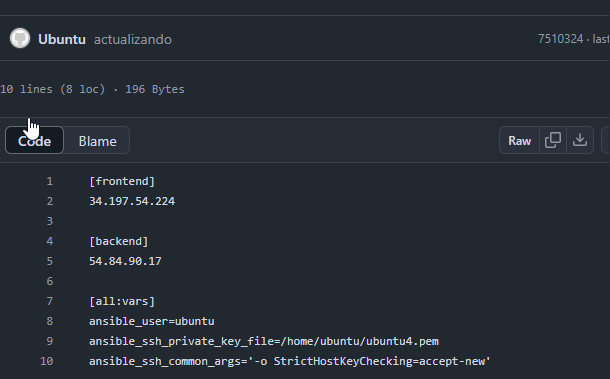 Ubuntu actualizando 7510324 · last
10 lines (8 loc) · 196 Bytes
Code Blame Raw
1 [frontend]
2 34.197.54.224
3
4 [backend]
5 54.84.90.17
6
7 [all:vars]
8 ansible_user=ubuntu
9 ansible_ssh_private_key_file=/home/ubuntu/ubuntu4.pem
10 ansible_ssh_common_args='-o StrictHostKeyChecking=accept-new'